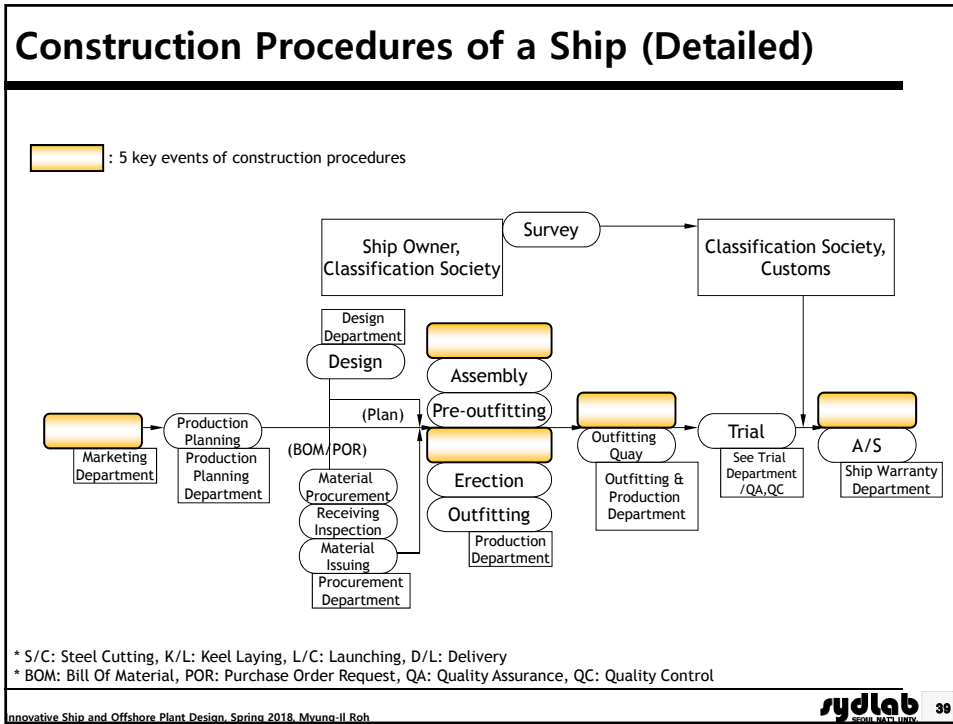 Construction Procedures of a Ship (Detailed)
: 5 key events of construction procedures
Survey
Ship Owner,
Classification Society
Classification Society,
Customs
Design
Department
Design
Assembly
Pre-outfitting
(Plan)
Production
Planning
(BOM/POR)
Marketing
Department
Production
Planning
Department
Material
Procurement
Receiving
Inspection
Material
Issuing
Procurement
Department
Erection
Outfitting
Production
Department
Outfitting
Quay
Outfitting &
Production
Department
Trial
See Trial
Department
/QA,QC
A/S
Ship Warranty
Department
* S/C: Steel Cutting, K/L: Keel Laying, L/C: Launching, D/L: Delivery
* BOM: Bill Of Material, POR: Purchase Order Request, QA: Quality Assurance, QC: Quality Control
nnovative Ship and Offshore Plant Design, Spring 2018, Myung-Il Roh
sydlab
SEOUL NAT'L UNIV.
39